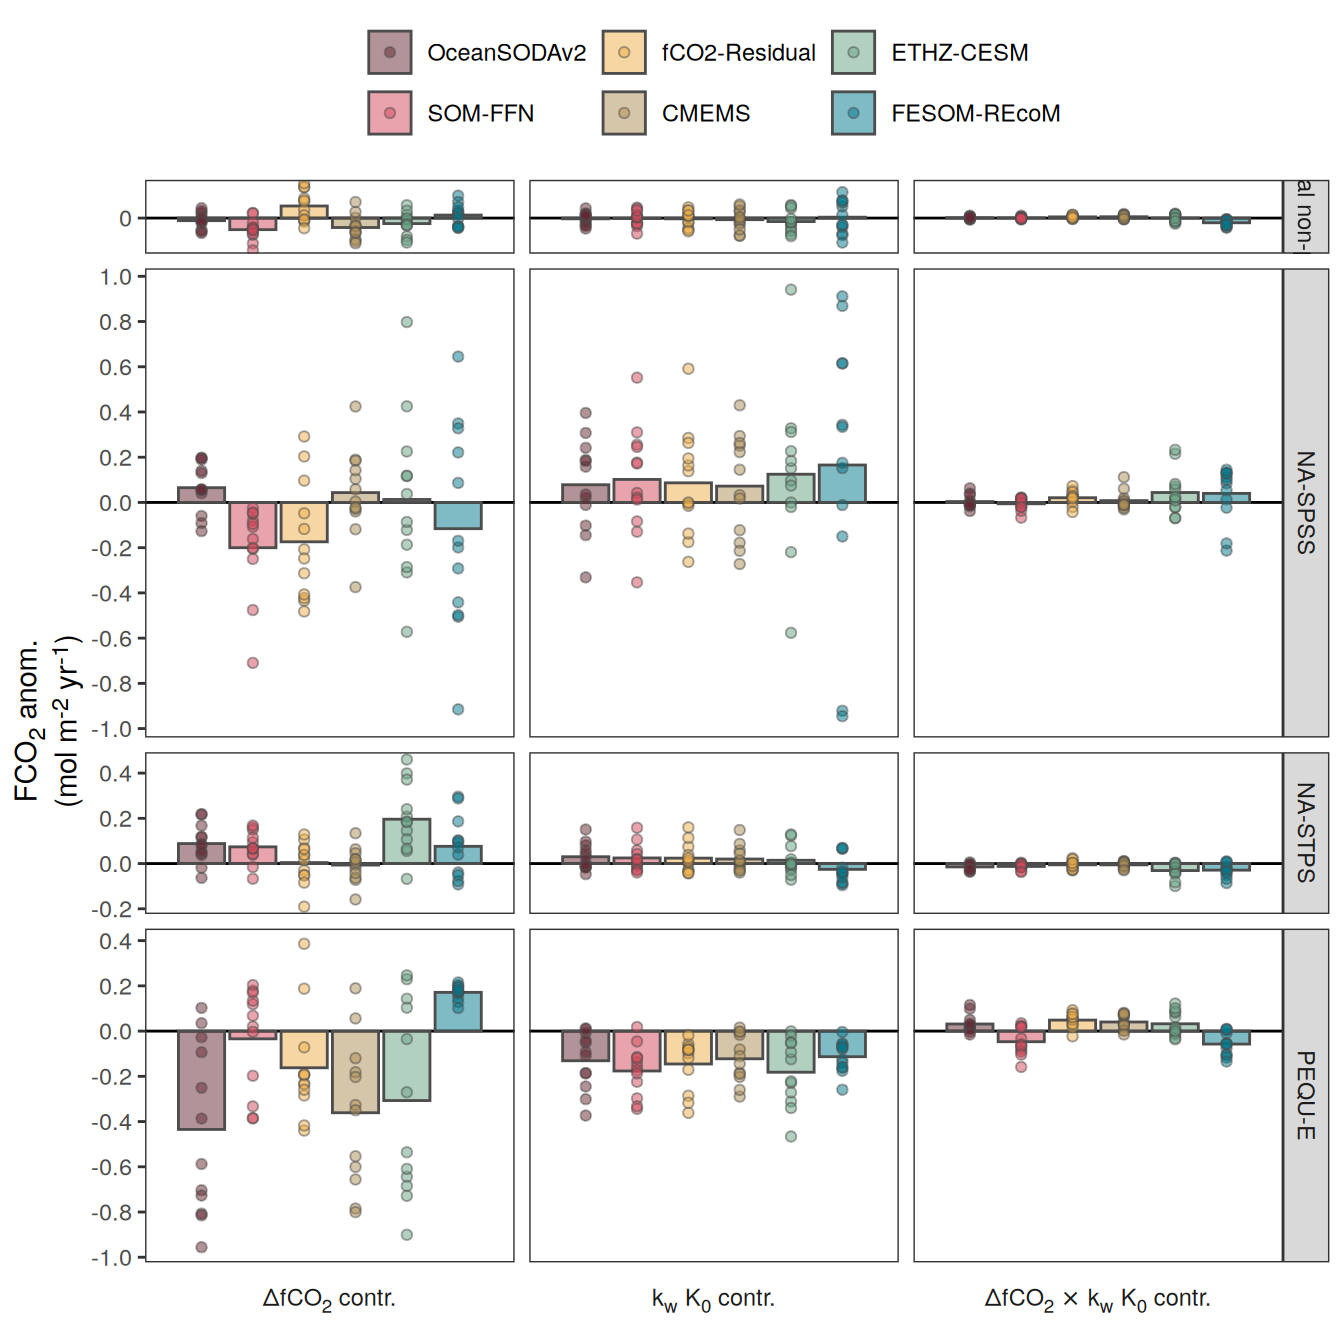 OceanSODAv2 fCO2-Residual ETHZ-CESM
SOM-FFN CMEMS FESOM-REcoM
FCO₂ anom.
(mol m⁻² yr⁻¹)
0
al non-
1.0
0.8
0.6
0.4
0.2
0.0
-0.2
-0.4
-0.6
-0.8
-1.0
NA-SPSS
0.4
0.2
0.0
-0.2
NA-STPS
0.4
0.2
0.0
-0.2
-0.4
-0.6
-0.8
-1.0
PEQU-E
ΔfCO₂ contr. k_w K₀ contr. ΔfCO₂ × k_w K₀ contr.